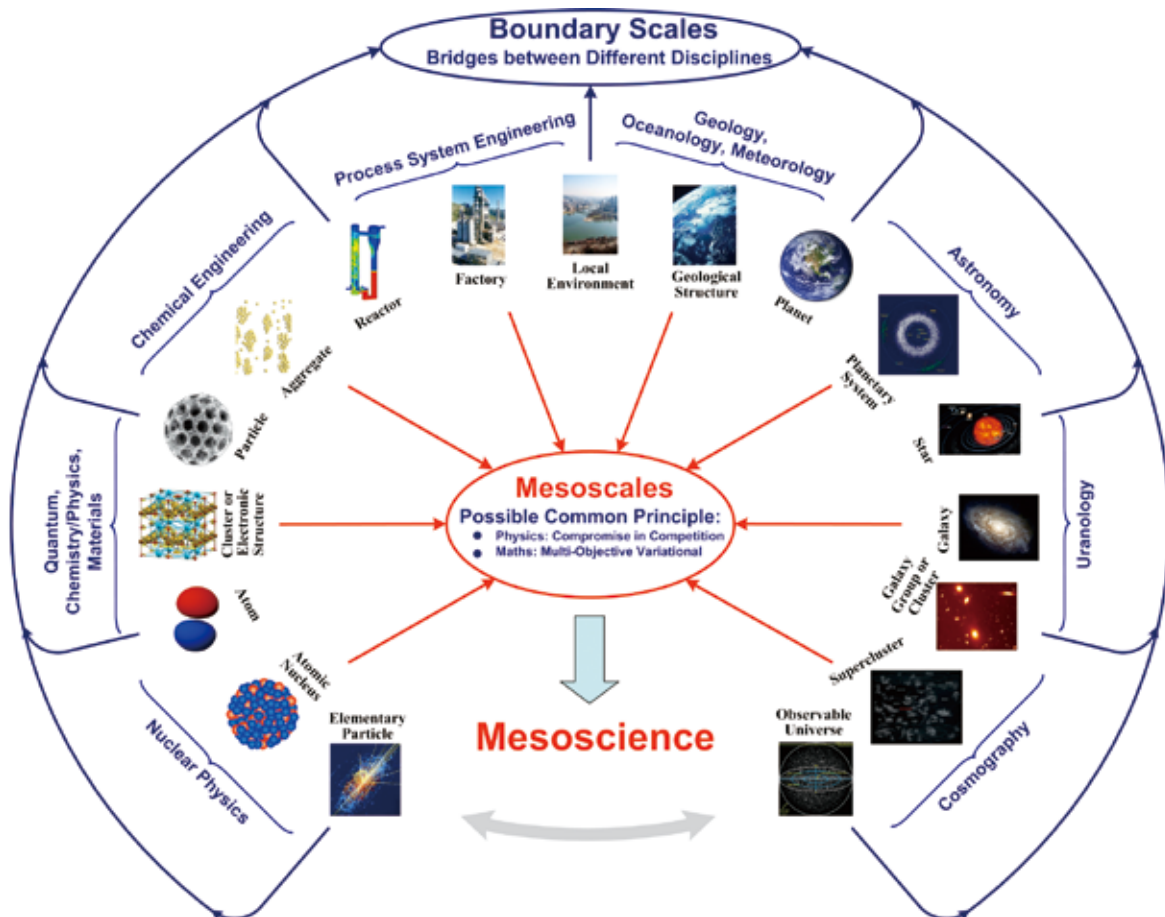 Boundary Scales
Bridges between Different Disciplines
Process System Engineering
Geology,
Oceanology, Meteorology
Chemical Engineering
Astronomy
Quantum,
Chemistry/Physics,
Materials
Uranology
Nuclear Physics
Cosmography
Elementary
Particle
Atomic
Nucleus
Atom
Cluster or
Electronic
Structure
Particle
Aggregate
Reactor
Factory
Local
Environment
Geological
Structure
Planet
Planetary
System
Star
Galaxy
Galaxy
Group or
Cluster
Supercluster
Observable
Universe
Mesoscales
Possible Common Principle:
Physics: Compromise in Competition
Maths: Multi-Objective Variational
Mesoscience